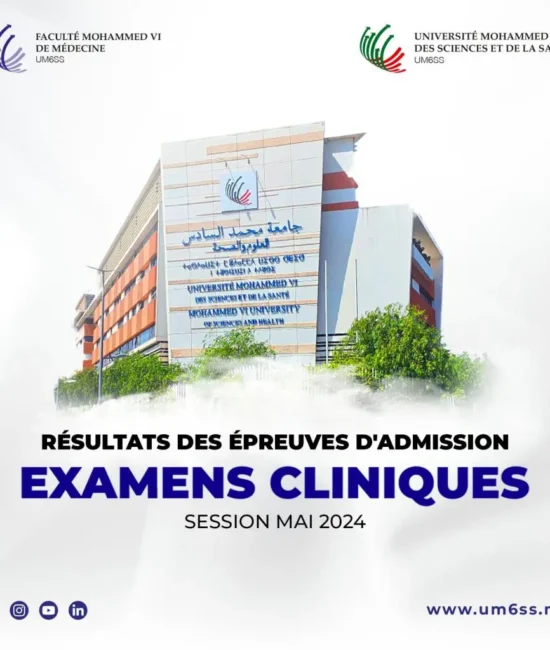 FACULTÉ MOHAMMED VI
DE MÉDECINE
UM6SS
UNIVERSITÉ MOHAMMED
DES SCIENCES ET DE LA SA
UM6SS
جامعة محمد السادس
للعلوم والصحة
UNIVERSITÉ MOHAMMED VI
DES SCIENCES ET DE LA SANTÉ
MOHAMMED VI UNIVERSITY
OF SCIENCES AND HEALTH
RÉSULTATS DES ÉPREUVES D'ADMISSION
EXAMENS CLINIQUES
SESSION MAI 2024
www.um6ss.m